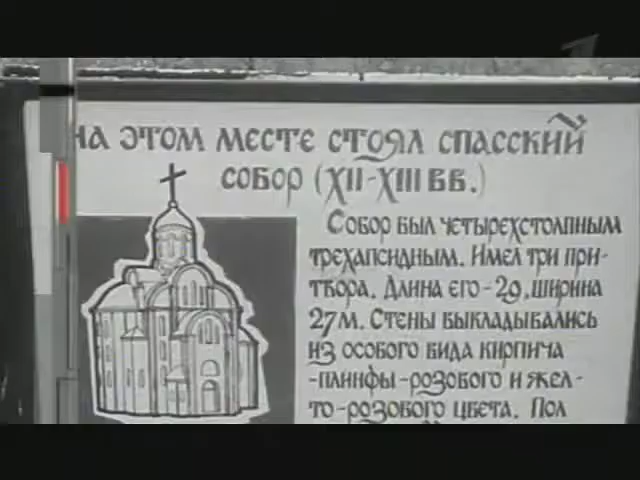 на этом месте стоял спасский
собор (XII-XIII вв.)
Собор был четырехстолпным
трехапсидным. Имел три при-
твора. Длина его-29, ширина
27м. Стены выкладывались
из особого вида кирпича
-плинфы-розового и жел-
то-розового цвета. Пол